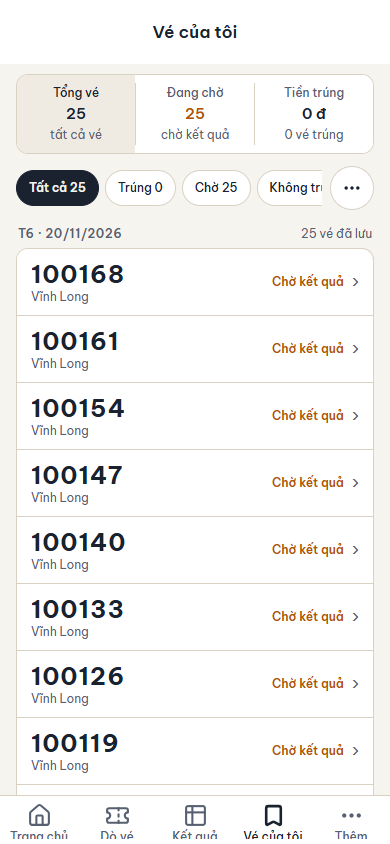 Vé của tôi
Tổng vé
25
tất cả vé
Đang chờ
25
chờ kết quả
Tiền trúng
0 đ
0 vé trúng
Tất cả 25
Trúng 0
Chờ 25
Không
T6 · 20/11/2026
25 vé đã lưu
100168
Vĩnh Long
Chờ kết quả
100161
Vĩnh Long
Chờ kết quả
100154
Vĩnh Long
Chờ kết quả
100147
Vĩnh Long
Chờ kết quả
100140
Vĩnh Long
Chờ kết quả
100133
Vĩnh Long
Chờ kết quả
100126
Vĩnh Long
Chờ kết quả
100119
Vĩnh Long
Chờ kết quả
Trang chủ
Dò vé
Kết quả
Vé của tôi
Thêm